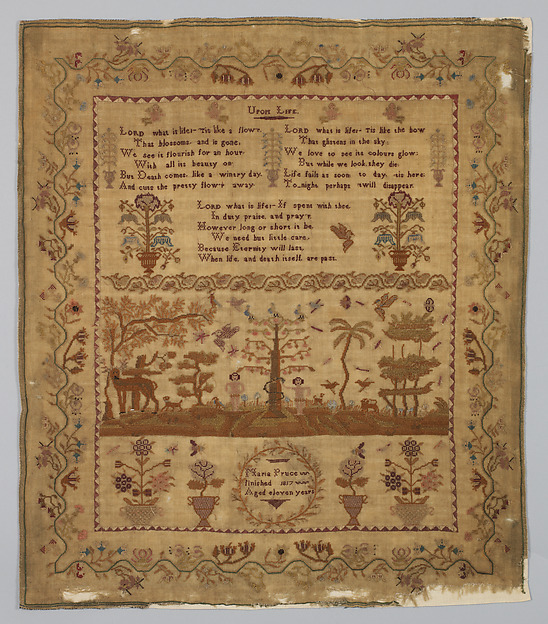 Upon Life.
LORD what is life?- 'Tis like a flow'r,
That blossoms, and is gone.
We see it flourish for an hour,
With all its beauty on:
But Death comes, like a wintry day,
And cuts the pretty flow'r away.
LORD what is life?- 'Tis like the bow
That glistens in the sky.
We love to see its colours glow;
But while we look, they die.
Life fails as soon: to day, 'tis here:
To night, perhaps 'twill disappear.
LORD what is life?- If spent with thee
In duty, praise, and pray'r,
However long or short it be,
We need but little care,
Because Eternity will last,
When life, and death itself, are past.
Maria Pruce
finished 1817
Aged eleven years